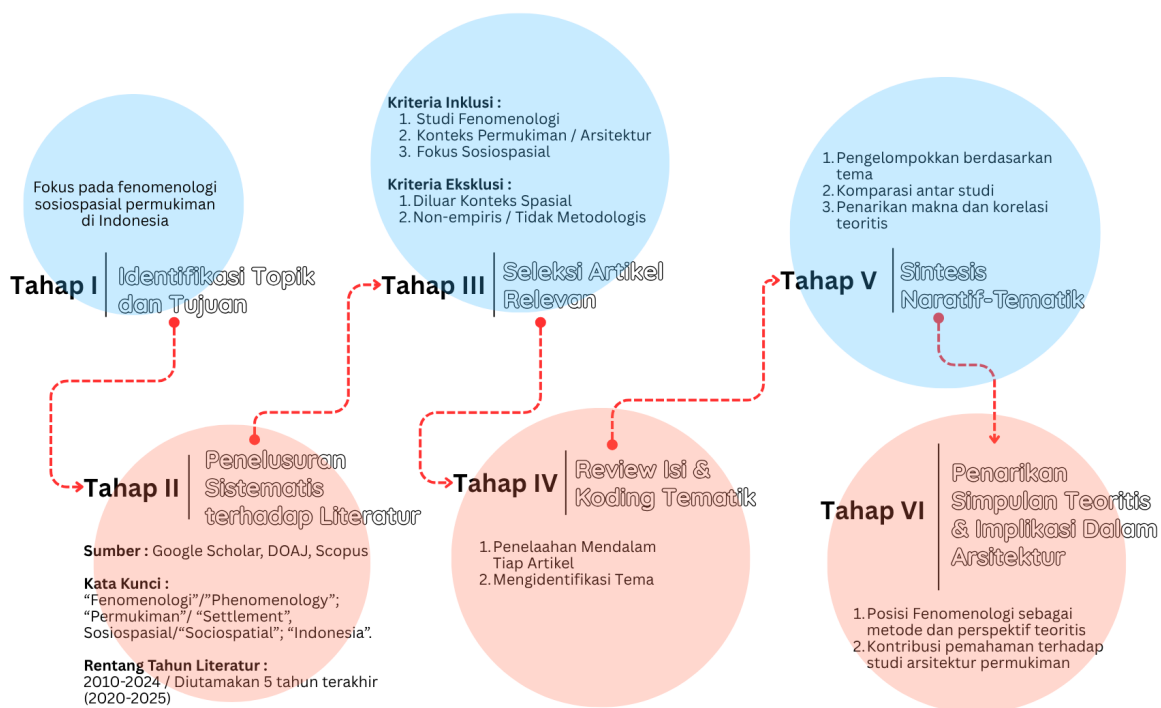 Fokus pada fenomenologi
sosiospasial permukiman
di Indonesia
Tahap I
Identifikasi Topik
dan Tujuan
Tahap II
Penelusuran
Sistematis
terhadap Literatur
Sumber : Google Scholar, DOAJ, Scopus
Kata Kunci :
“Fenomenologi”/”Phenomenology”;
“Permukiman”/ “Settlement”,
Sosiospasial/“Sociospatial”; “Indonesia”.
Rentang Tahun Literatur :
2010-2024 / Diutamakan 5 tahun terakhir
(2020-2025)
Kriteria Inklusi :
1. Studi Fenomenologi
2. Konteks Permukiman / Arsitektur
3. Fokus Sosiospasial
Kriteria Eksklusi :
1. Diluar Konteks Spasial
2. Non-empiris / Tidak Metodologis
Tahap III
Seleksi Artikel
Relevan
Tahap IV
Review Isi &
Koding Tematik
1. Penelaahan Mendalam
Tiap Artikel
2. Mengidentifikasi Tema
1. Pengelompokkan berdasarkan
tema
2. Komparasi antar studi
3. Penarikan makna dan korelasi
teoritis
Tahap V
Sintesis
Naratif-Tematik
Tahap VI
Penarikan
Simpulan Teoritis
& Implikasi Dalam
Arsitektur
1. Posisi Fenomenologi sebagai
metode dan perspektif teoritis
2. Kontribusi pemahaman terhadap
studi arsitektur permukiman